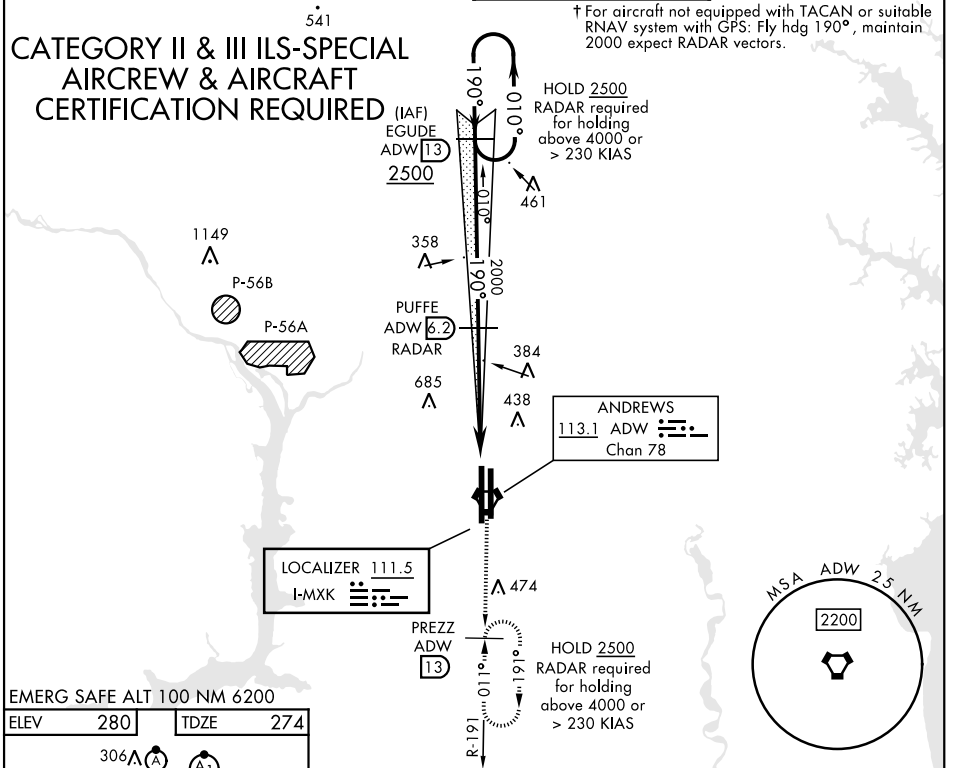 541
† For aircraft not equipped with TACAN or suitable
RNAV system with GPS: Fly hdg 190°, maintain
2000 expect RADAR vectors.
CATEGORY II & III ILS-SPECIAL
AIRCREW & AIRCRAFT
CERTIFICATION REQUIRED
(IAF)
EGUDE
ADW 13
2500
190°
010°
HOLD 2500
RADAR required
for holding
above 4000 or
> 230 KIAS
461
010°
1149
358
190°
2000
P-56B
P-56A
PUFFE
ADW 6.2
RADAR
384
685
438
ANDREWS
113.1 ADW
Chan 78
LOCALIZER 111.5
I-MXK
474
MSA ADW 25 NM
2200
PREZZ
ADW
13
011°
191°
R-191
HOLD 2500
RADAR required
for holding
above 4000 or
> 230 KIAS
EMERG SAFE ALT 100 NM 6200
ELEV 280
TDZE 274
306
A
A1